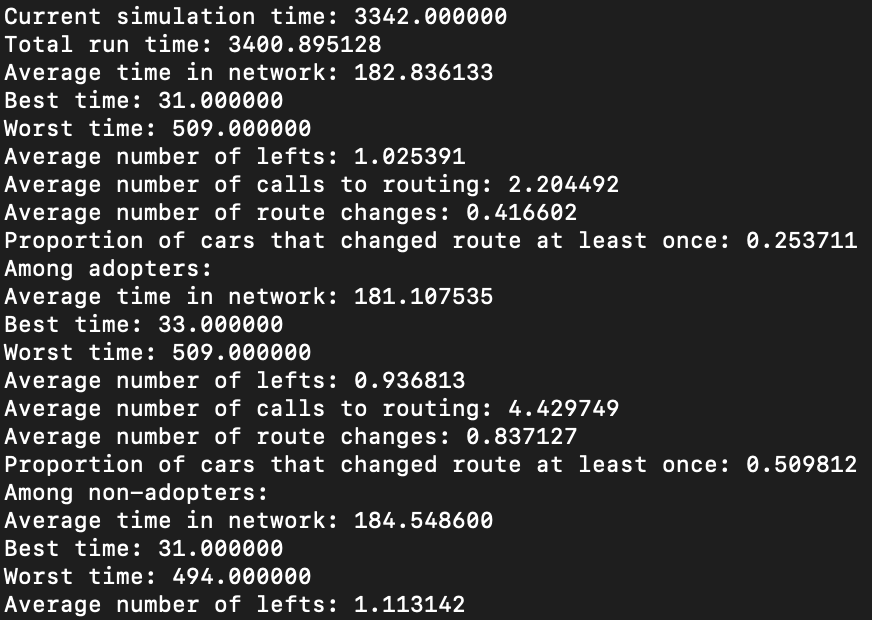 Current simulation time: 3342.000000
Total run time: 3400.895128
Average time in network: 182.836133
Best time: 31.000000
Worst time: 509.000000
Average number of lefts: 1.025391
Average number of calls to routing: 2.204492
Average number of route changes: 0.416602
Proportion of cars that changed route at least once: 0.253711
Among adopters:
Average time in network: 181.107535
Best time: 33.000000
Worst time: 509.000000
Average number of lefts: 0.936813
Average number of calls to routing: 4.429749
Average number of route changes: 0.837127
Proportion of cars that changed route at least once: 0.509812
Among non-adopters:
Average time in network: 184.548600
Best time: 31.000000
Worst time: 494.000000
Average number of lefts: 1.113142